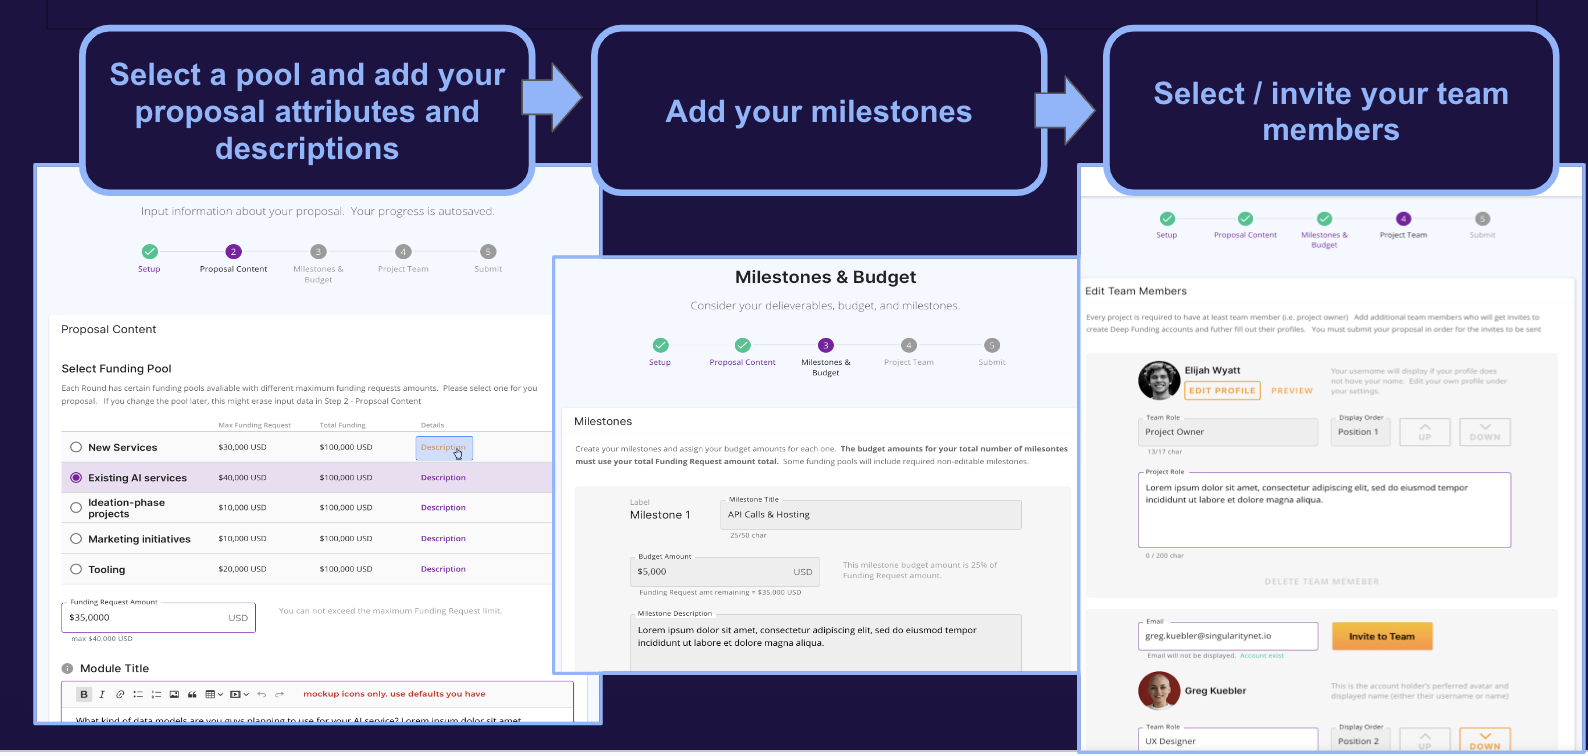 Select a pool and add your
proposal attributes and
descriptions
Add your milestones
Select / invite your team
members
Input information about your proposal.  Your progress is autosaved.
2
3
4
5
Setup
Proposal Content
Milestones &
Budget
Project Team
Submit
Proposal Content
Select Funding Pool
Each Round has certain funding pools avaliable with different maximum funding requests amounts.  Please select one for you
proposal.   If you change the pool later, this might erase input data in Step 2 - Propsoal Content
Max Funding Request
Total Funding
Details
New Services
$30,000 USD
$100,000 USD
Description
Existing AI services
$40,000 USD
$100,000 USD
Description
Ideation-phase
projects
$10,000 USD
$100,000 USD
Description
Marketing initiatives
$10,000 USD
$100,000 USD
Description
Tooling
$20,000 USD
$100,000 USD
Description
Funding Request Amount
$35,0000
USD
You can not exceed the maximum Funding Request limit.
max $40,000 USD
Module Title
B
I
mockup icons only. use defaults you have
What kind of data models are you guys planning to use for your AI service? Lorem ipsum dolor sit amet
Milestones & Budget
Consider your delieverables, budget, and milestones.
3
4
5
Setup
Proposal Content
Milestones &
Budget
Project Team
Submit
Milestones
Create your milestones and assign your budget amounts for each one.  The budget amounts for your total number of milesontes
must use your total Funding Request amount total.  Some funding pools will include required non-editable milestones.
Label
Milestone 1
Milestone Title
API Calls & Hosting
25/50 char
Budget Amount
$5,000
USD
This milestone budget amount is 25% of
Funding Request amount.
Funding Request amt remaining = $35,000 USD
Milestone Description
Lorem ipsum dolor sit amet, consectetur adipiscing elit, sed do eiusmod tempor
incididunt ut labore et dolore magna aliqua.
4
5
Setup
Proposal Content
Milestones &
Budget
Project Team
Submit
Edit Team Members
Every project is required to have at least team member (i.e. project owner)   Add additional team members who will get invites to
create Deep Funding accounts and futher fill out their profiles.   You must submit your proposal in order for the invites to be sent
Elijah Wyatt
EDIT PROFILE
PREVIEW
Your username will display if your profile does
not have your name.  Edit your own profile under
your settings.
Team Role
Project Owner
13/17 char
Display Order
Position 1
UP
DOWN
Project Role
Lorem ipsum dolor sit amet, consectetur adipiscing elit, sed do eiusmod tempor
incididunt ut labore et dolore magna aliqua.
0 / 200 char
DELETE TEAM MEMBER
Email
greg.kuebler@singularitynet.io
Invite to Team
Email will not be displayed.  Account exist
Greg Kuebler
This is the account holder's perferred avatar and
displayed name (either their username or name)
Team Role
UX Designer
Display Order
Position 2
UP
DOWN